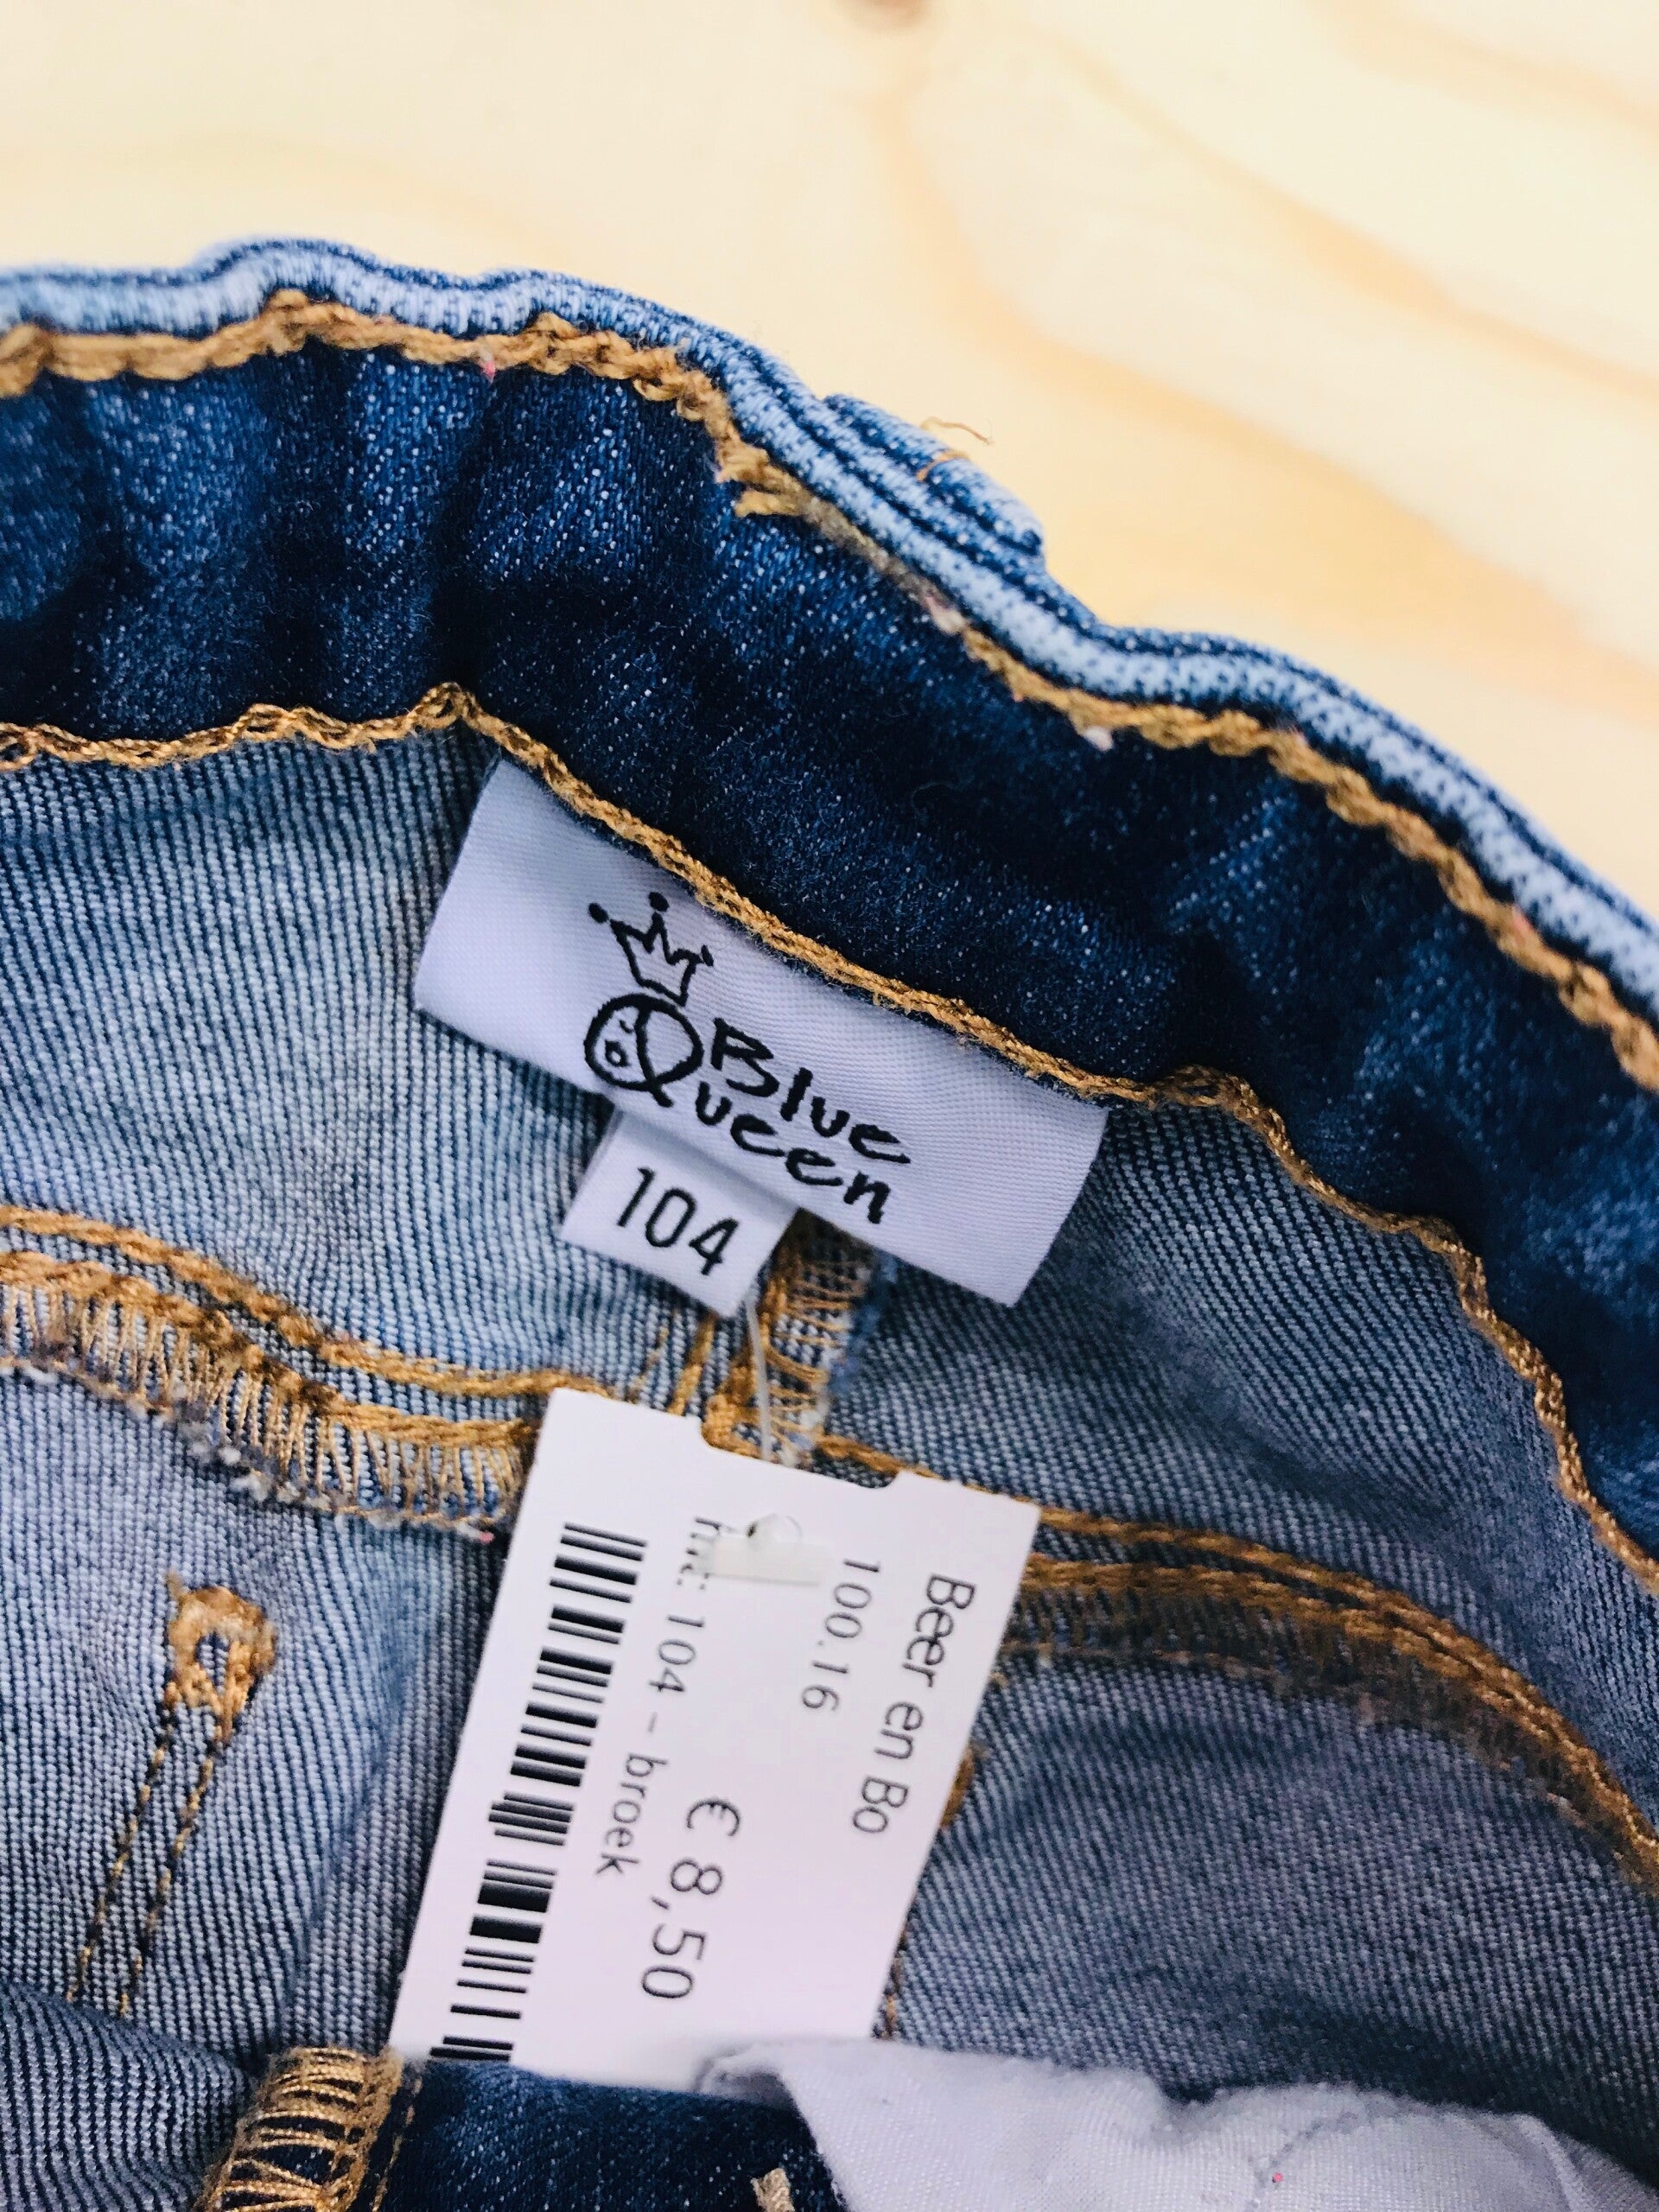 Blue
Queen
104
Beer en Bo
100.16
€ 8,50
104 - broek